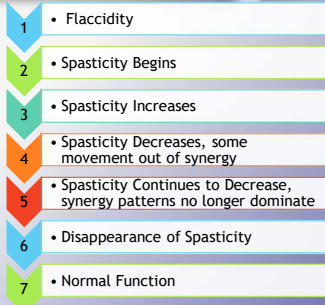 1 • Flaccidity
2 • Spasticity Begins
3 • Spasticity Increases
4 • Spasticity Decreases, some
movement out of synergy
5 • Spasticity Continues to Decrease,
synergy patterns no longer dominate
6 • Disappearance of Spasticity
7 • Normal Function